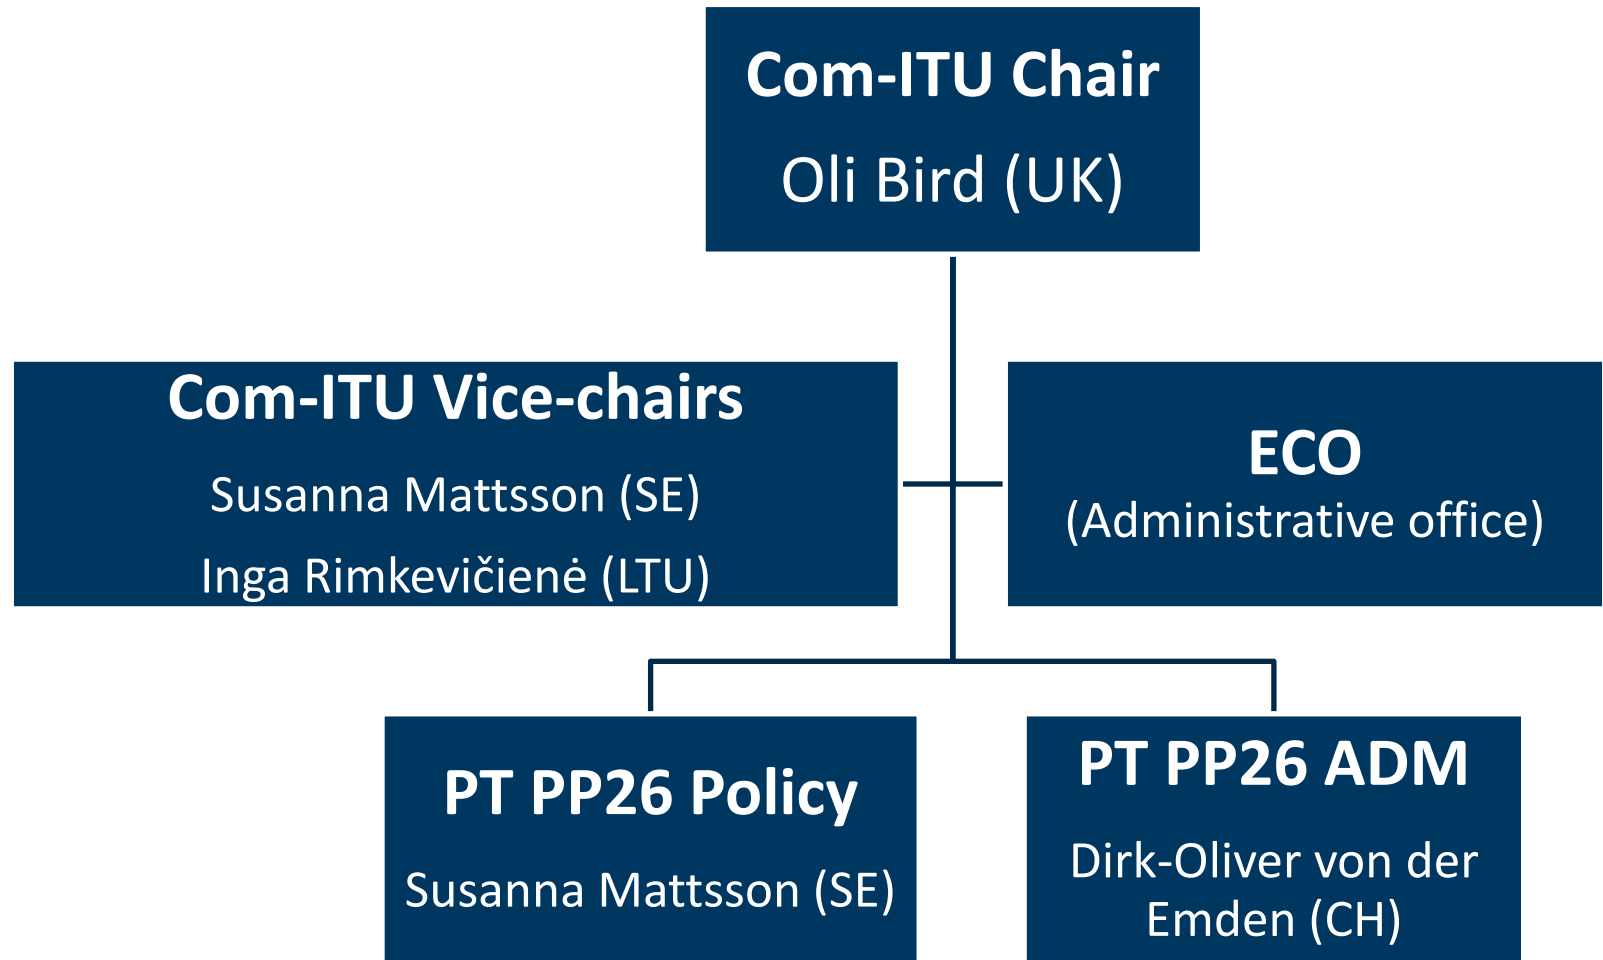 Com-ITU Chair
Oli Bird (UK)
Com-ITU Vice-chairs
Susanna Mattsson (SE)
Inga Rimkevičienė (LTU)
ECO
(Administrative office)
PT PP26 Policy
Susanna Mattsson (SE)
PT PP26 ADM
Dirk-Oliver von der
Emden (CH)